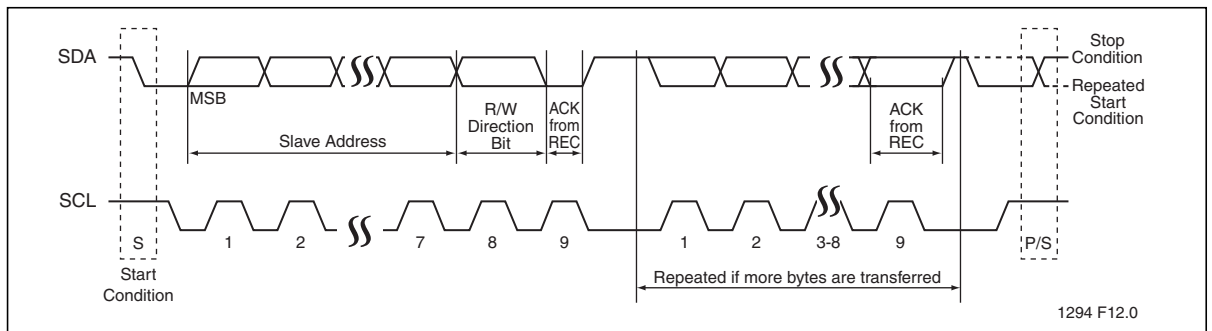 SDA
MSB
Slave Address
R/W
Direction
Bit
ACK
from
REC
ACK
from
REC
Stop
Condition
Repeated
Start
Condition
SCL
S
1
2
7
8
9
1
2
3-8
9
P/S
Start
Condition
Repeated if more bytes are transferred
1294 F12.0